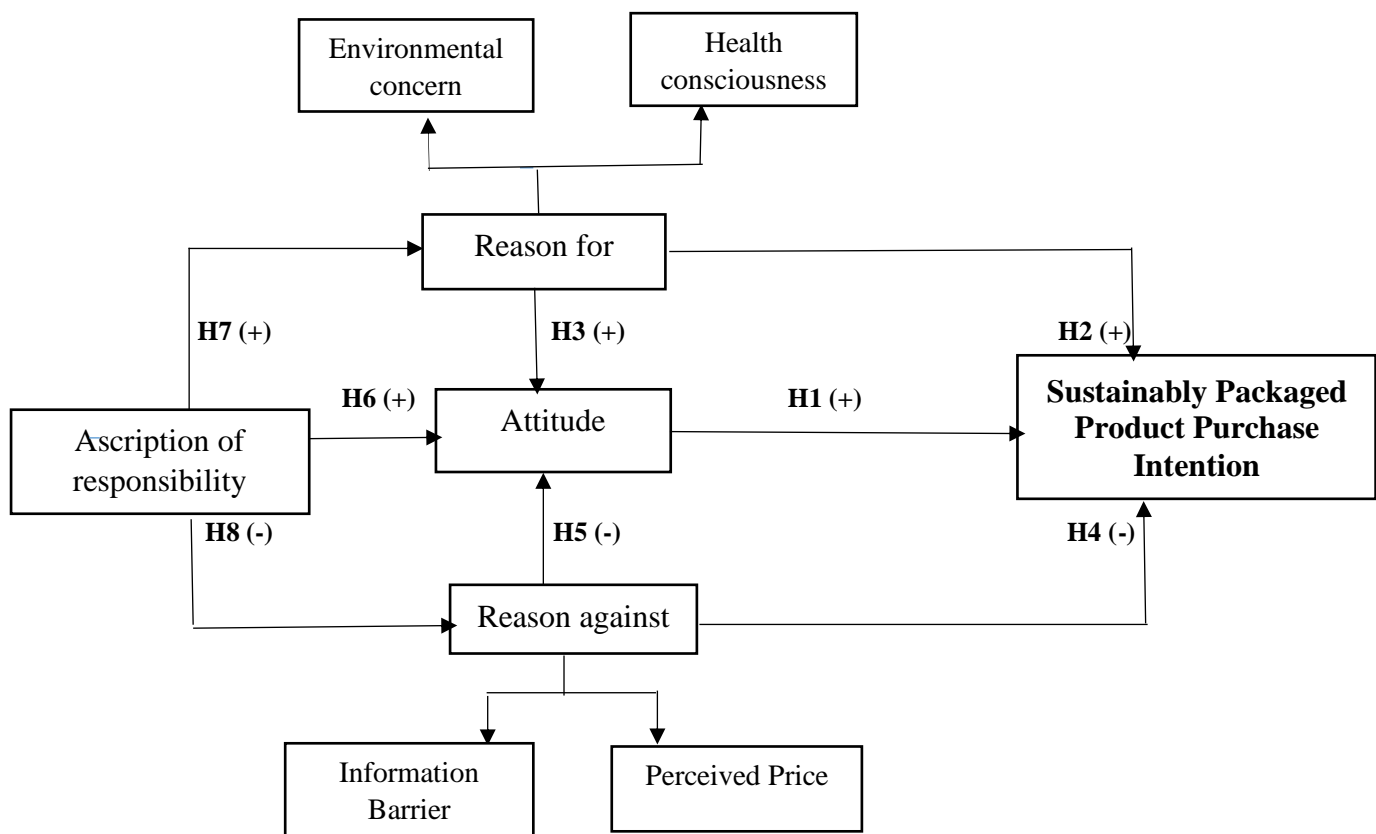 Environmental
concern
Health
consciousness
Reason for
H7 (+)
H3 (+)
H2 (+)
H6 (+)
H1 (+)
Attitude
Sustainably Packaged
Product Purchase
Intention
Ascription of
responsibility
H8 (-)
H5 (-)
H4 (-)
Reason against
Information
Barrier
Perceived Price